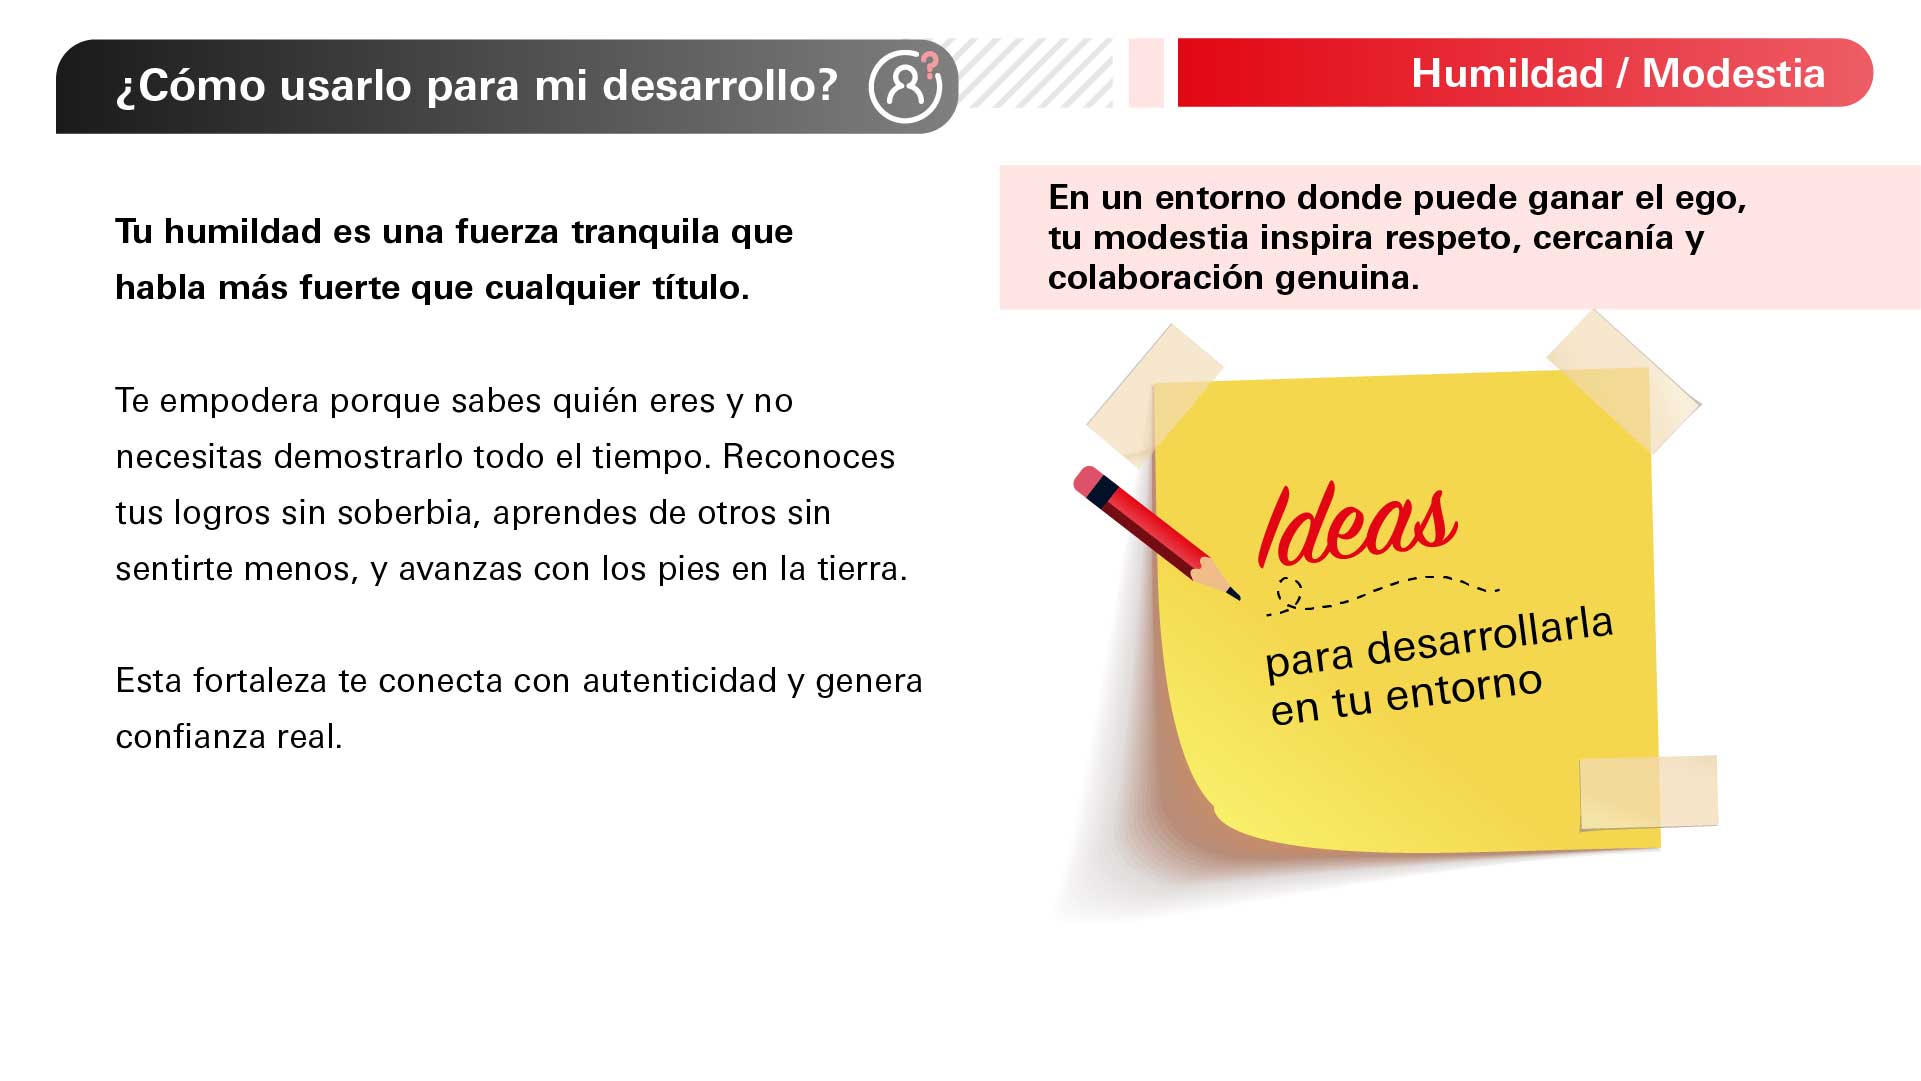 ¿Cómo usarlo para mi desarrollo?
Humildad / Modestia
Tu humildad es una fuerza tranquila que
habla más fuerte que cualquier título.
Te empodera porque sabes quién eres y no
necesitas demostrarlo todo el tiempo. Reconoces
tus logros sin soberbia, aprendes de otros sin
sentirte menos, y avanzas con los pies en la tierra.
Esta fortaleza te conecta con autenticidad y genera
confianza real.
En un entorno donde puede ganar el ego,
tu modestia inspira respeto, cercanía y
colaboración genuina.
Ideas
para desarrollarla
en tu entorno